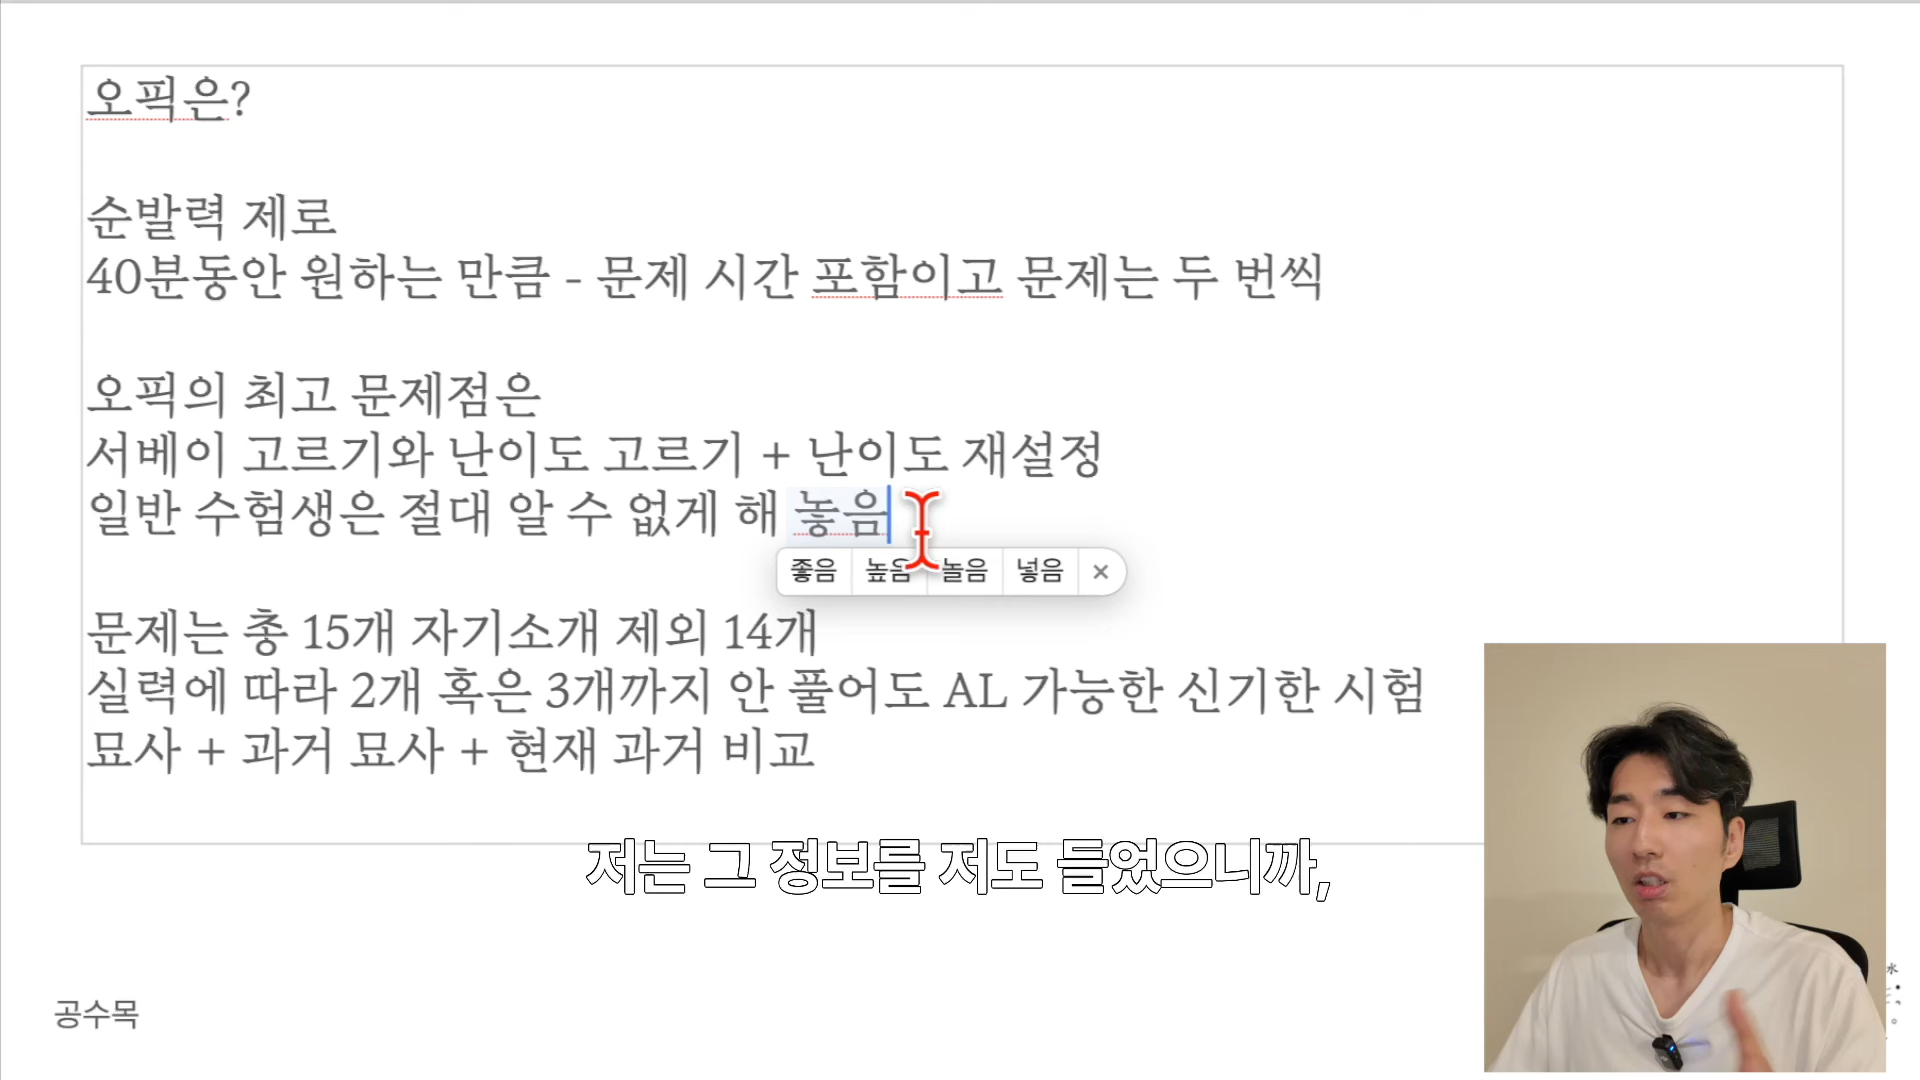 오픽은?
순발력 제로
40분동안 원하는 만큼 - 문제 시간 포함이고 문제는 두 번씩
오픽의 최고 문제점은
서베이 고르기와 난이도 고르기 + 난이도 재설정
일반 수험생은 절대 알 수 없게 해 놓음
좋음 높음 놀음 넣음 ×
문제는 총 15개 자기소개 제외 14개
실력에 따라 2개 혹은 3개까지 안 풀어도 AL 가능한 신기한 시험
묘사 + 과거 묘사 + 현재 과거 비교
저는 그 정보를 저도 들었으니까,
공수목
水